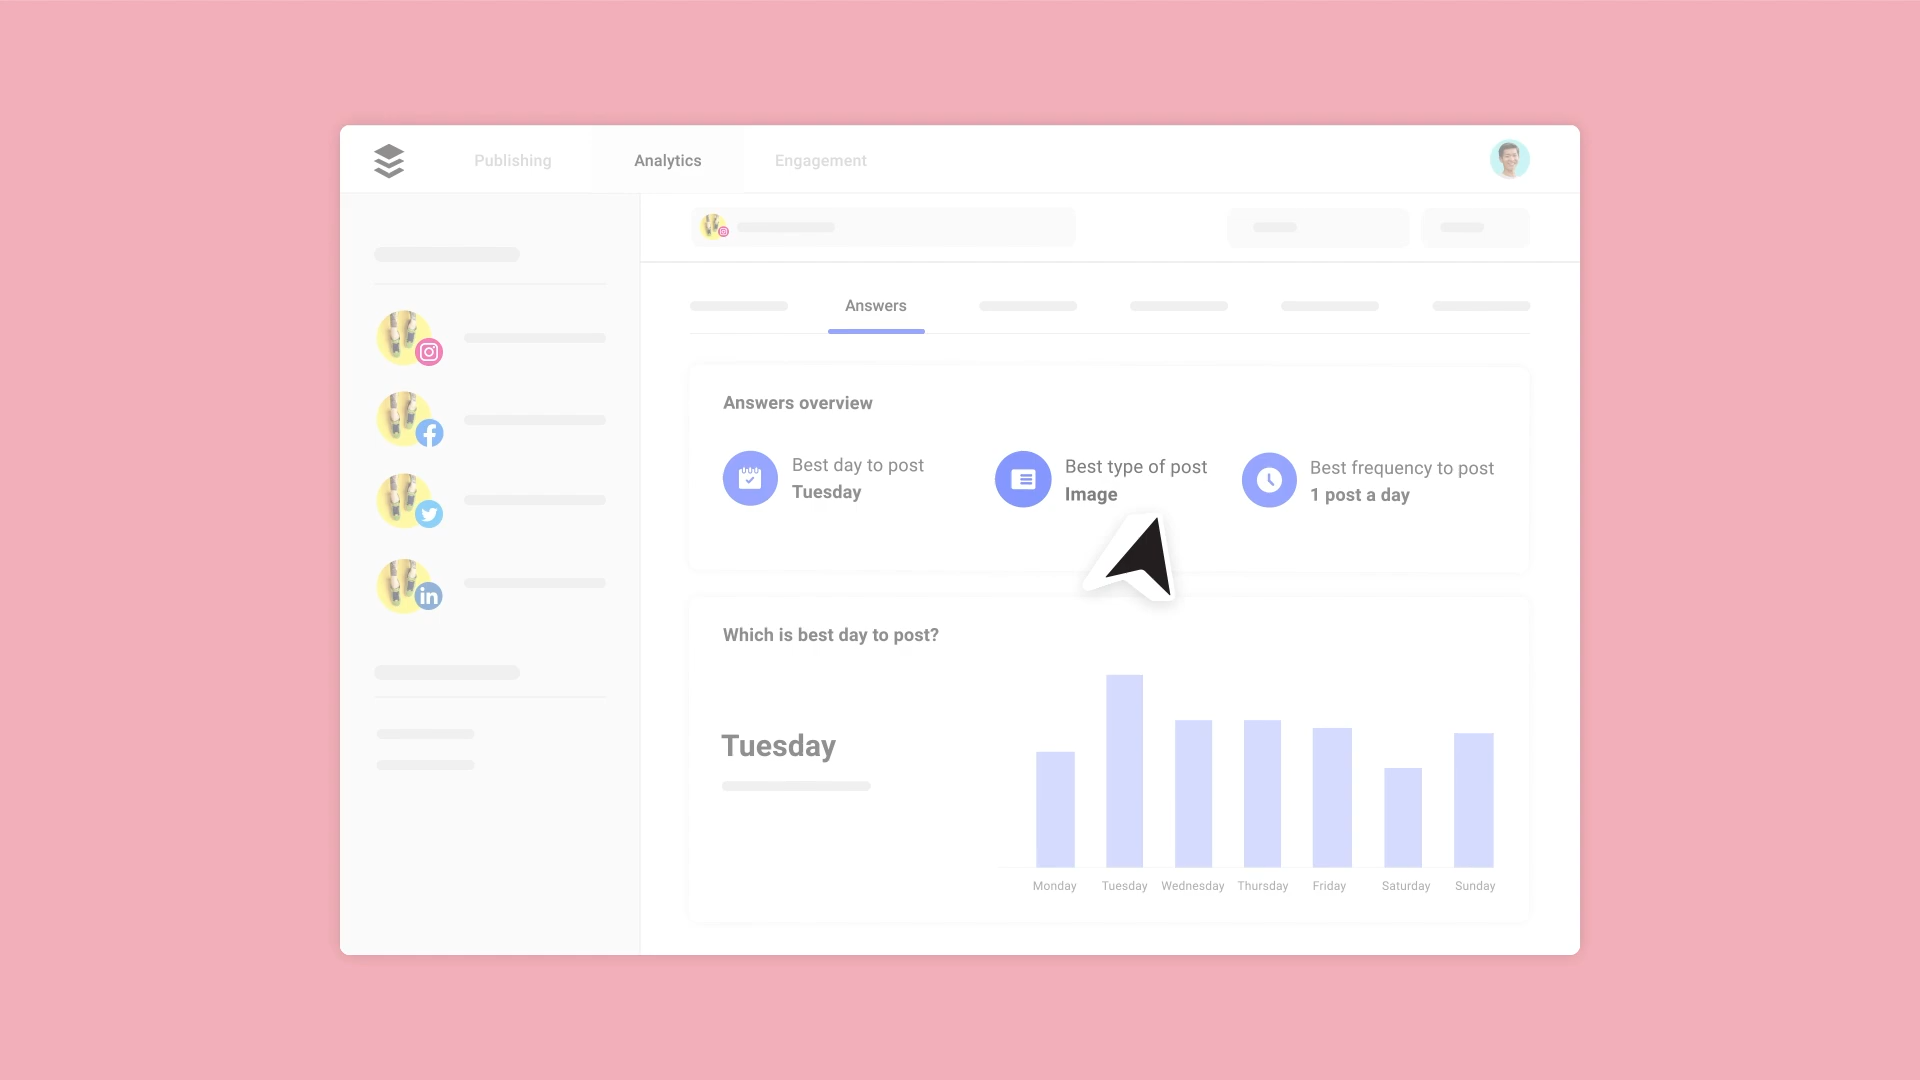 Publishing
Analytics
Engagement
Answers
Answers overview
Best day to post
Tuesday
Best type of post
Image
Best frequency to post
1 post a day
Which is best day to post?
Tuesday
Monday
Tuesday
Wednesday
Thursday
Friday
Saturday
Sunday
in